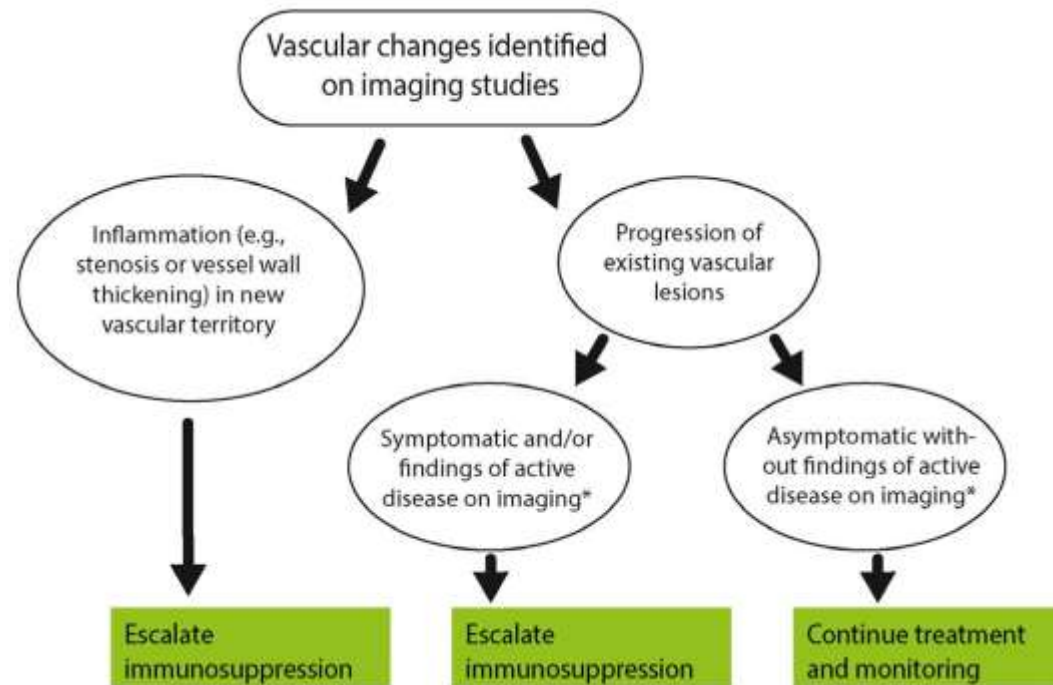 Vascular changes identified
on imaging studies
Inflammation (e.g.,
stenosis or vessel wall
thickening) in new
vascular territory
Progression of
existing vascular
lesions
Symptomatic and/or
findings of active
disease on imaging*
Asymptomatic with-
out findings of active
disease on imaging*
Escalate
immunosuppression
Escalate
immunosuppression
Continue treatment
and monitoring